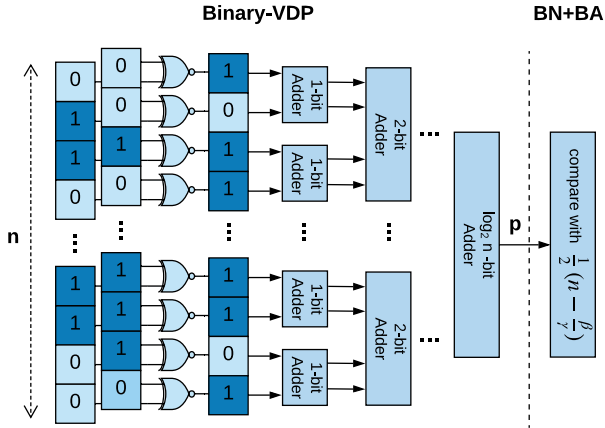 Binary-VDP BN+BA
0 0 1
1 0 0
1 1 1
0 0 1
1-bit Adder
1-bit Adder
2-bit Adder
n
1 1 1
1 1 1
0 1 0
0 0 1
1-bit Adder
1-bit Adder
2-bit Adder
log₂ n -bit Adder
p
compare with ½ (n − β/γ)